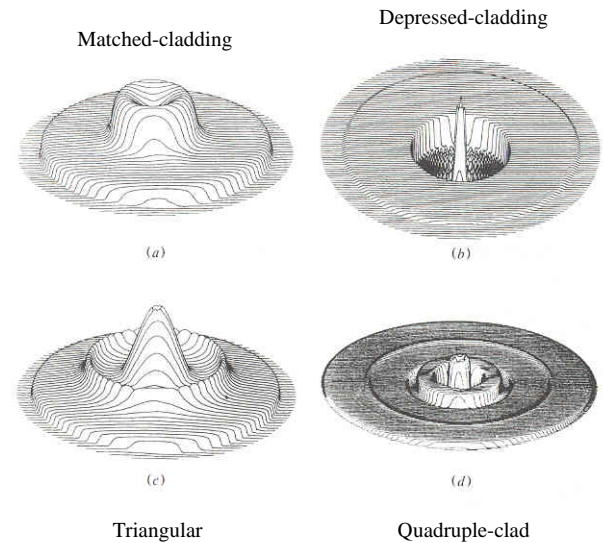 Matched-cladding
Depressed-cladding
(a)
(b)
(c)
(d)
Triangular
Quadruple-clad